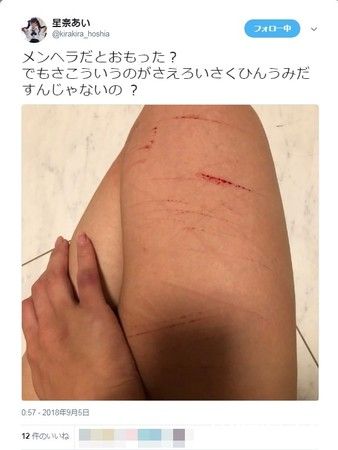 星奈あい
@kirakira_hoshia
フォロー中
メンヘラだとおもった？
でもさこういうのがさえろいさくひんうみだ
すんじゃないの ？
0:57 - 2018年9月5日
12 件のいいね